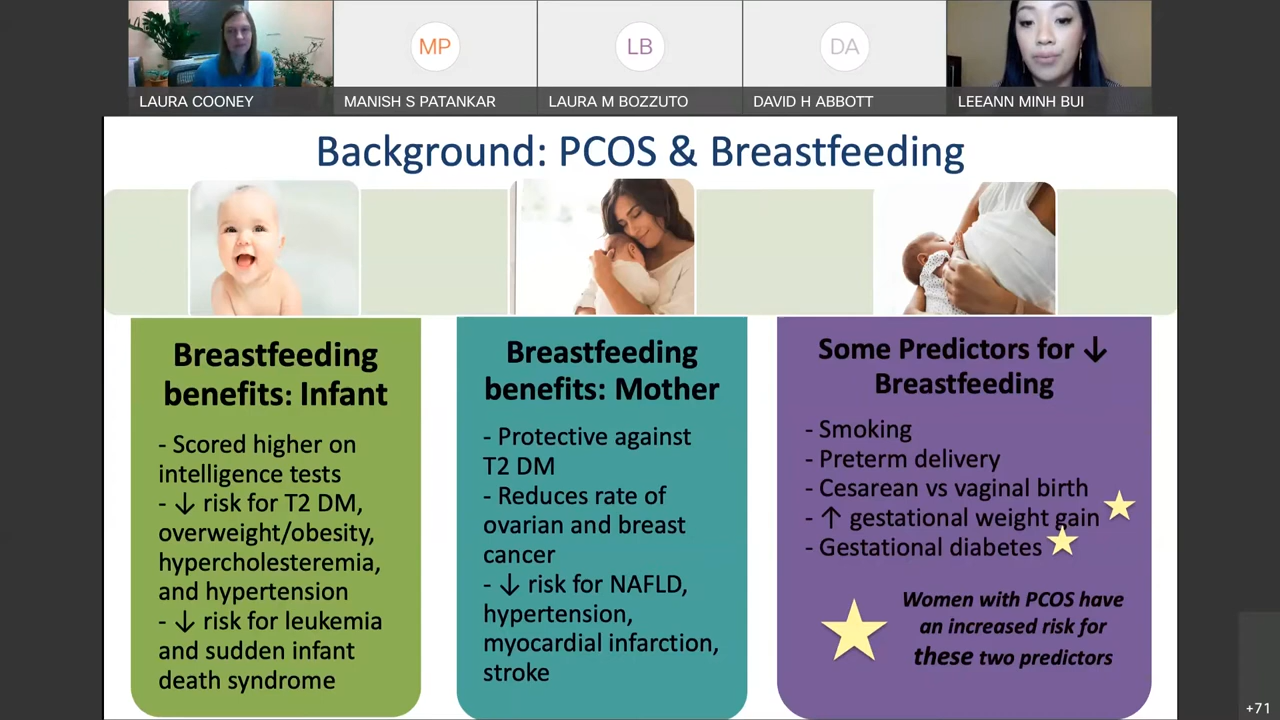 MP
LB
DA
LAURA COONEY
MANISH S PATANKAR
LAURA M BOZZUTO
DAVID H ABBOTT
LEEANN MINH BUI
Background: PCOS & Breastfeeding
Breastfeeding
benefits: Infant
- Scored higher on
intelligence tests
- ↓ risk for T2 DM,
overweight/obesity,
hypercholesteremia,
and hypertension
- ↓ risk for leukemia
and sudden infant
death syndrome
Breastfeeding
benefits: Mother
- Protective against
T2 DM
- Reduces rate of
ovarian and breast
cancer
- ↓ risk for NAFLD,
hypertension,
myocardial infarction,
stroke
Some Predictors for ↓
Breastfeeding
- Smoking
- Preterm delivery
- Cesarean vs vaginal birth
- ↑ gestational weight gain
- Gestational diabetes
Women with PCOS have
an increased risk for
these two predictors
+71